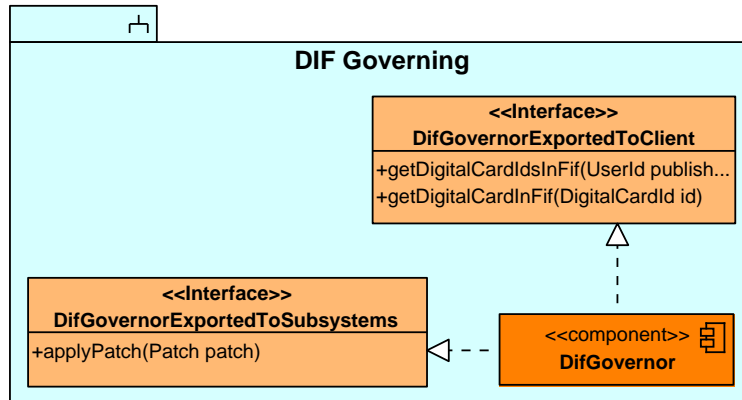 DIF Governing
<<Interface>>
DifGovernorExportedToClient
+getDigitalCardIdsInFif(UserId publish...
+getDigitalCardInFif(DigitalCardId id)
<<Interface>>
DifGovernorExportedToSubsystems
+applyPatch(Patch patch)
<<component>>
DifGovernor